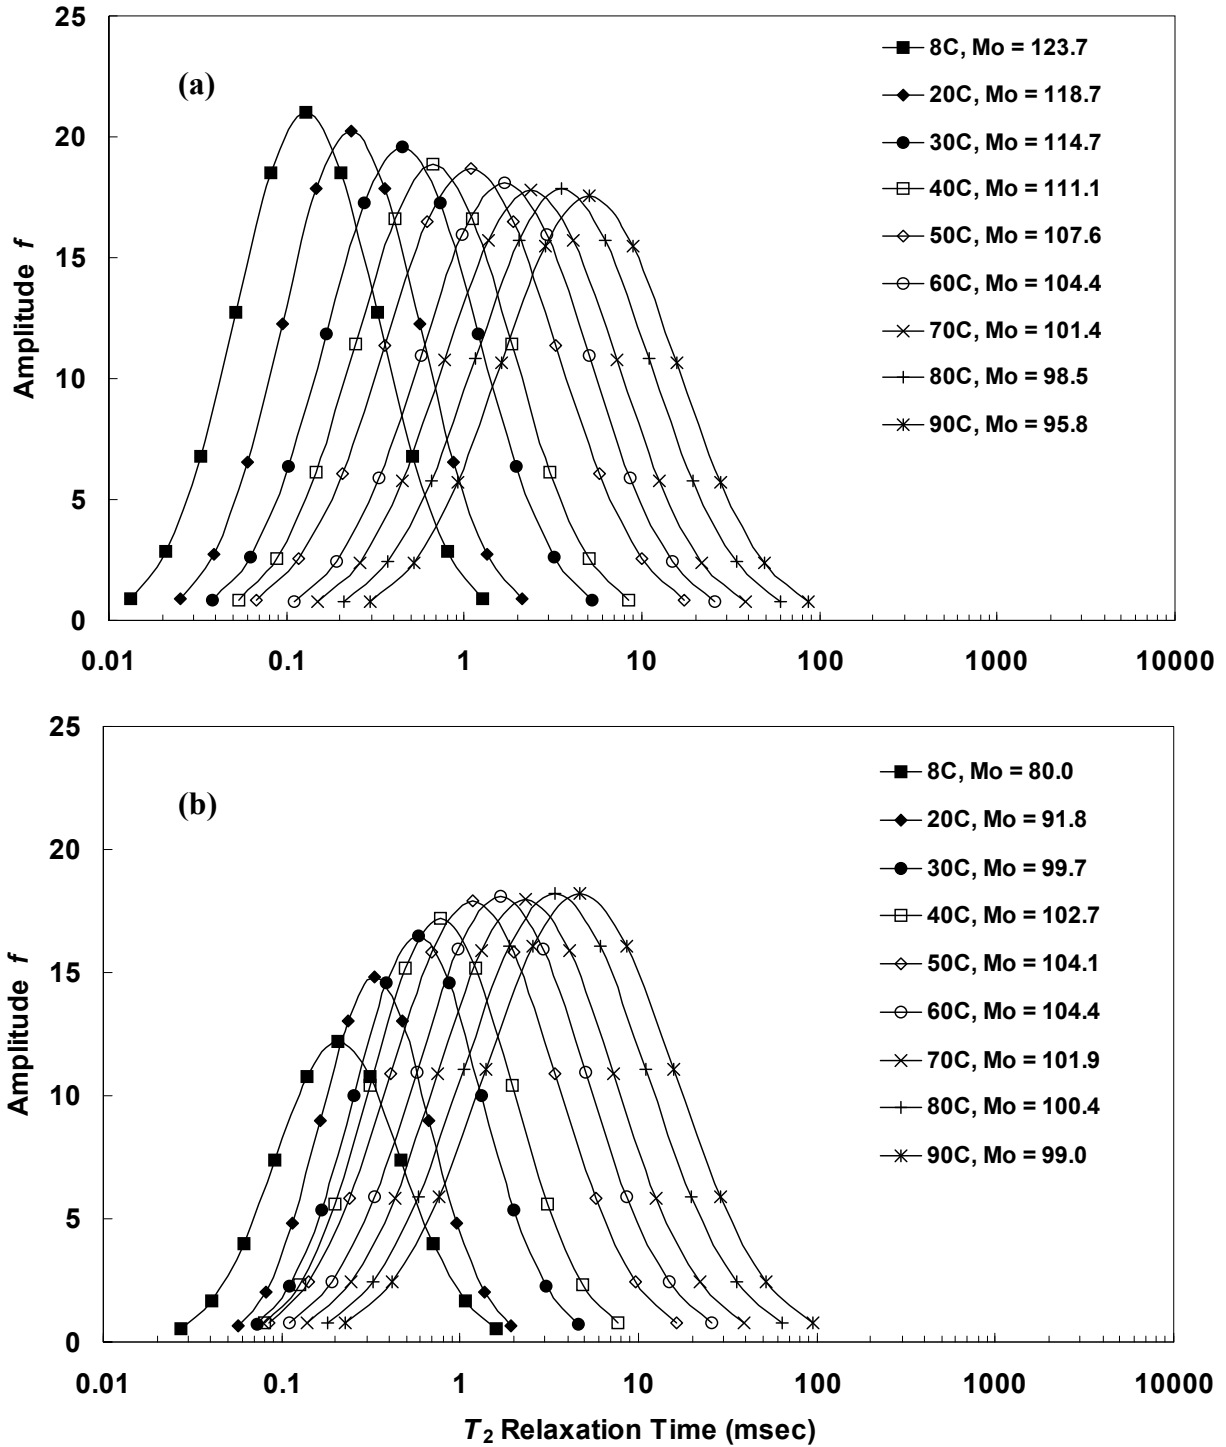 25
(a)
8C, Mo = 123.7
20C, Mo = 118.7
20
30C, Mo = 114.7
40C, Mo = 111.1
50C, Mo = 107.6
15
60C, Mo = 104.4
70C, Mo = 101.4
80C, Mo = 98.5
90C, Mo = 95.8
10
5
0
Amplitude f
0.01 0.1 1 10 100 1000 10000
25
(b)
8C, Mo = 80.0
20C, Mo = 91.8
20
30C, Mo = 99.7
40C, Mo = 102.7
50C, Mo = 104.1
15
60C, Mo = 104.4
70C, Mo = 101.9
80C, Mo = 100.4
90C, Mo = 99.0
10
5
0
Amplitude f
0.01 0.1 1 10 100 1000 10000
T2 Relaxation Time (msec)